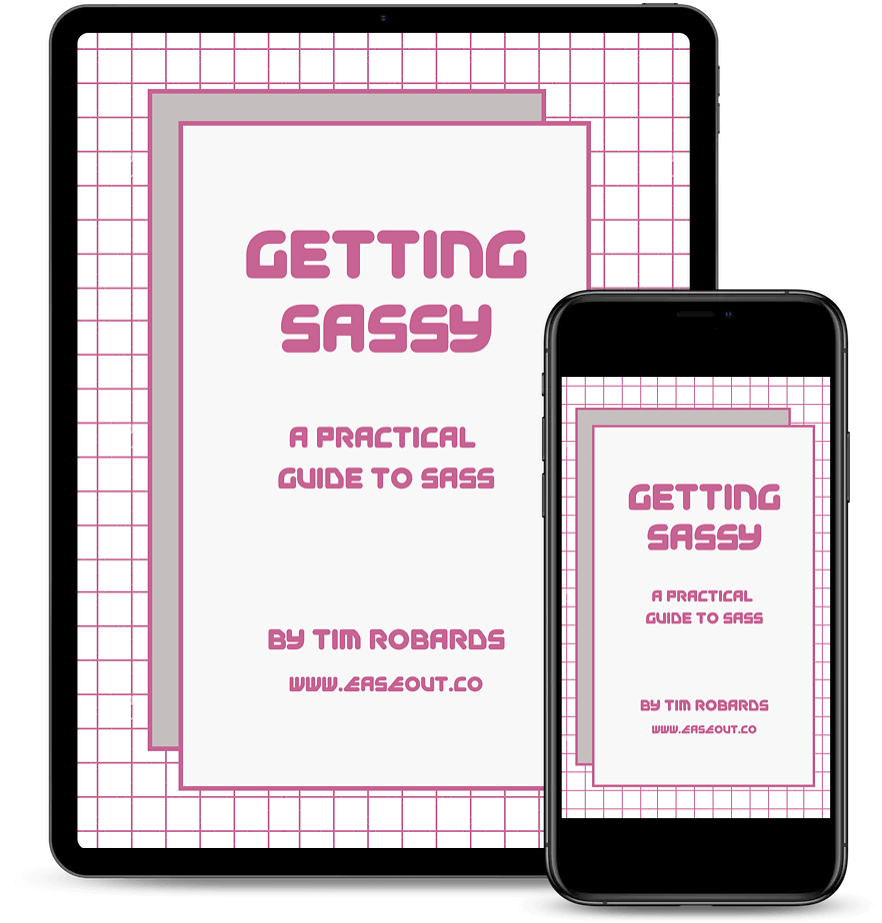 GETTING
SASSY
A PRACTICAL
GUIDE TO SASS
BY TIM ROBARDS
WWW.EASEOUT.CO
GETTING
SASSY
A PRACTICAL
GUIDE TO SASS
BY TIM ROBARDS
WWW.EASEOUT.CO